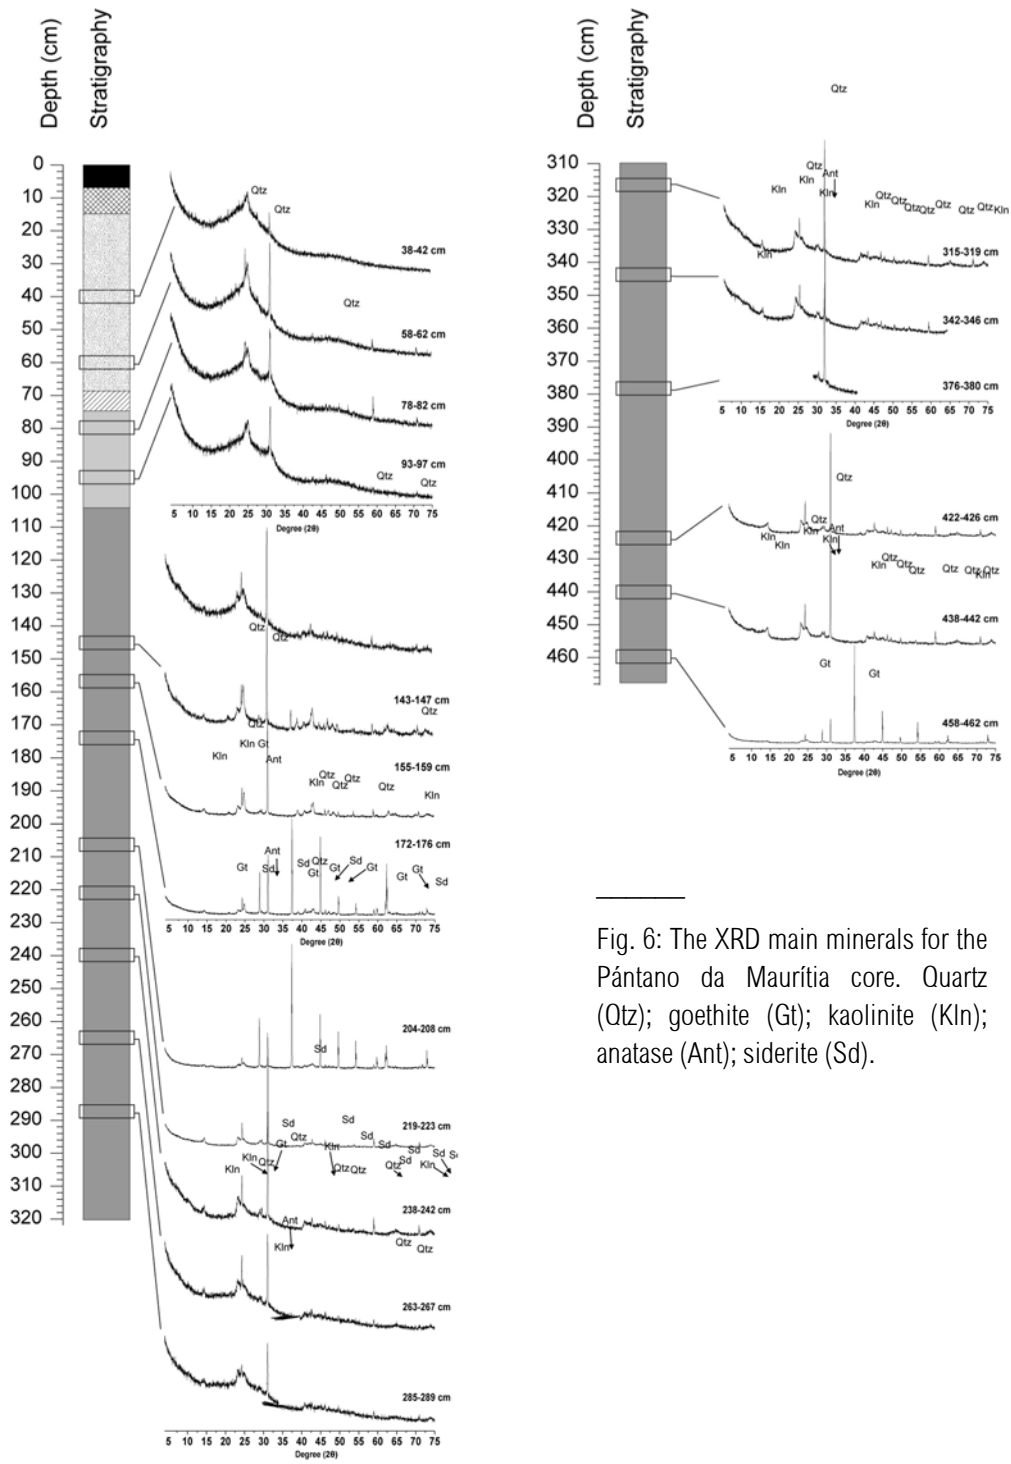 Depth (cm)
Stratigraphy
0
10
20
30
40
50
60
70
80
90
100
110
120
130
140
150
160
170
180
190
200
210
220
230
240
250
260
270
280
290
300
310
320
Qtz
Qtz
38-42 cm
Qtz
58-62 cm
78-82 cm
93-97 cm
Qtz
Qtz
5 15 25 35 45 55 65 75
Degree (2θ)
Qtz
Qtz
143-147 cm
Qtz
Qtz
Kln Gt
Kln
Ant
155-159 cm
Qtz
Qtz
Kln
Qtz
Qtz
Kln
172-176 cm
Ant
Gt
Sd
Sd
Qtz
Gt
Gt
Sd
Gt
Gt
Sd
5 15 25 30 35 40 45 50 55 60 65 70 75
Degree (2θ)
204-208 cm
Sd
219-223 cm
Sd
Sd
Qtz
Sd
Gt
Kln
Sd
Sd
Sd
Kln
Qtz
Qtz
Qtz
Qtz
Sd
Kln
Kln
238-242 cm
Ant
Kln
Qtz
Qtz
263-267 cm
285-289 cm
5 15 20 25 30 35 40 45 50 55 60 65 70 75
Degree (2θ)
Depth (cm)
Stratigraphy
310
320
330
340
350
360
370
380
390
400
410
420
430
440
450
460
Qtz
Qtz
Ant
Kln
Kln
Kln
Kln
Qtz
Qtz
Qtz
Qtz
Qtz
Qtz
Qtz
Kln
Kln
315-319 cm
342-346 cm
376-380 cm
5 10 15 20 25 30 35 40 45 50 55 60 65 70 75
Degree (2θ)
Qtz
422-426 cm
Qtz
Ant
Kln
Kln
Kln
Kln
Kln
Qtz
Qtz
Qtz
Qtz
Qtz
Qtz
Kln
438-442 cm
Gt
Gt
458-462 cm
5 10 15 20 25 30 35 40 45 50 55 60 65 70 75
Degree (2θ)
Fig. 6: The XRD main minerals for the
Pántano da Maurítia core. Quartz
(Qtz); goethite (Gt); kaolinite (Kln);
anatase (Ant); siderite (Sd).